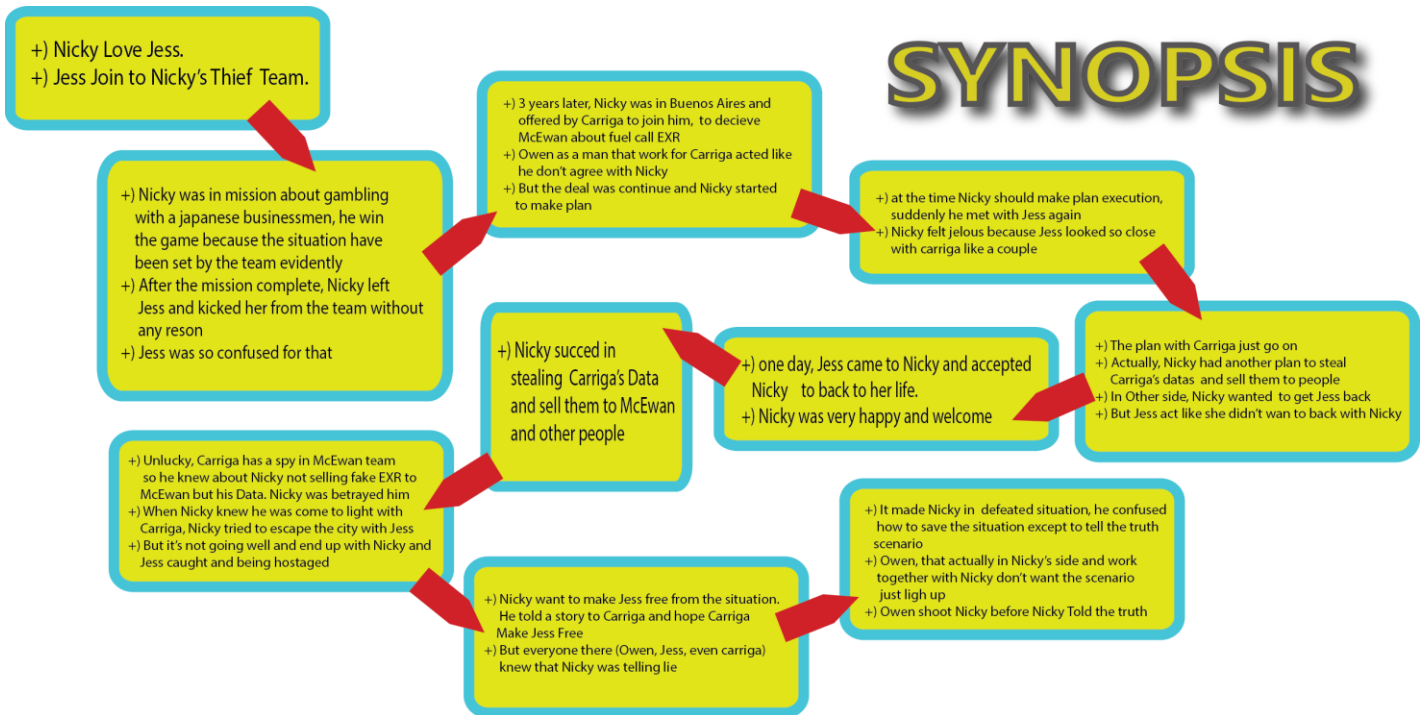 SYNOPSIS
+) Nicky Love Jess.
+) Jess Join to Nicky's Thief Team.
+) Nicky was in mission about gambling
with a japanese businessmen, he win
the game because the situation have
been set by the team evidently
+) After the mission complete, Nicky left
Jess and kicked her from the team without
any reson
+) Jess was so confused for that
+) 3 years later, Nicky was in Buenos Aires and
offered by Carriga to join him, to decieve
McEwan about fuel call EXR
+) Owen as a man that work for Carriga acted like
he don't agree with Nicky
+) But the deal was continue and Nicky started
to make plan
+) at the time Nicky should make plan execution,
suddenly he met with Jess again
+) Nicky felt jelous because Jess looked so close
with carriga like a couple
+) The plan with Carriga just go on
+) Actually, Nicky had another plan to steal
Carriga's datas and sell them to people
+) In Other side, Nicky wanted to get Jess back
+) But Jess act like she didn't wan to back with Nicky
+) one day, Jess came to Nicky and accepted
Nicky to back to her life.
+) Nicky was very happy and welcome
+) Nicky succed in
stealing Carriga's Data
and sell them to McEwan
and other people
+) Unlucky, Carriga has a spy in McEwan team
so he knew about Nicky not selling fake EXR to
McEwan but his Data. Nicky was betrayed him
+) When Nicky knew he was come to light with
Carriga, Nicky tried to escape the city with Jess
+) But it's not going well and end up with Nicky and
Jess caught and being hostaged
+) Nicky want to make Jess free from the situation.
He told a story to Carriga and hope Carriga
Make Jess Free
+) But everyone there (Owen, Jess, even carriga)
knew that Nicky was telling lie
+) It made Nicky in defeated situation, he confused
how to save the situation except to tell the truth
scenario
+) Owen, that actually in Nicky's side and work
together with Nicky don't want the scenario
just ligh up
+) Owen shoot Nicky before Nicky Told the truth